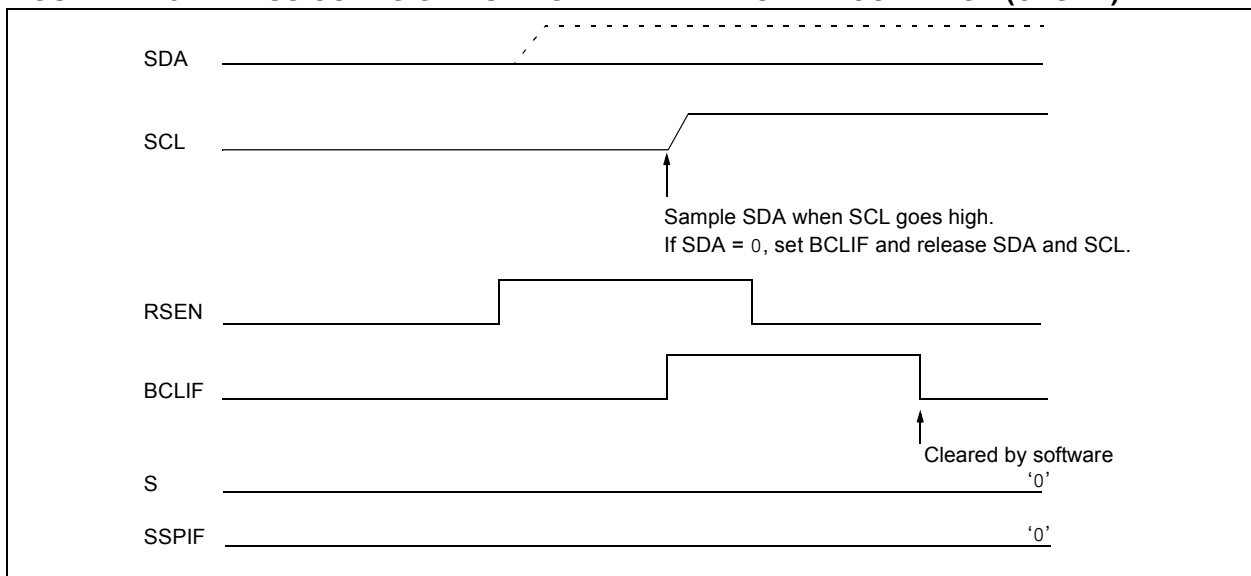 SDA
SCL
Sample SDA when SCL goes high.
If SDA = 0, set BCLIF and release SDA and SCL.
RSEN
BCLIF
Cleared by software
S
‘0’
SSPIF
‘0’